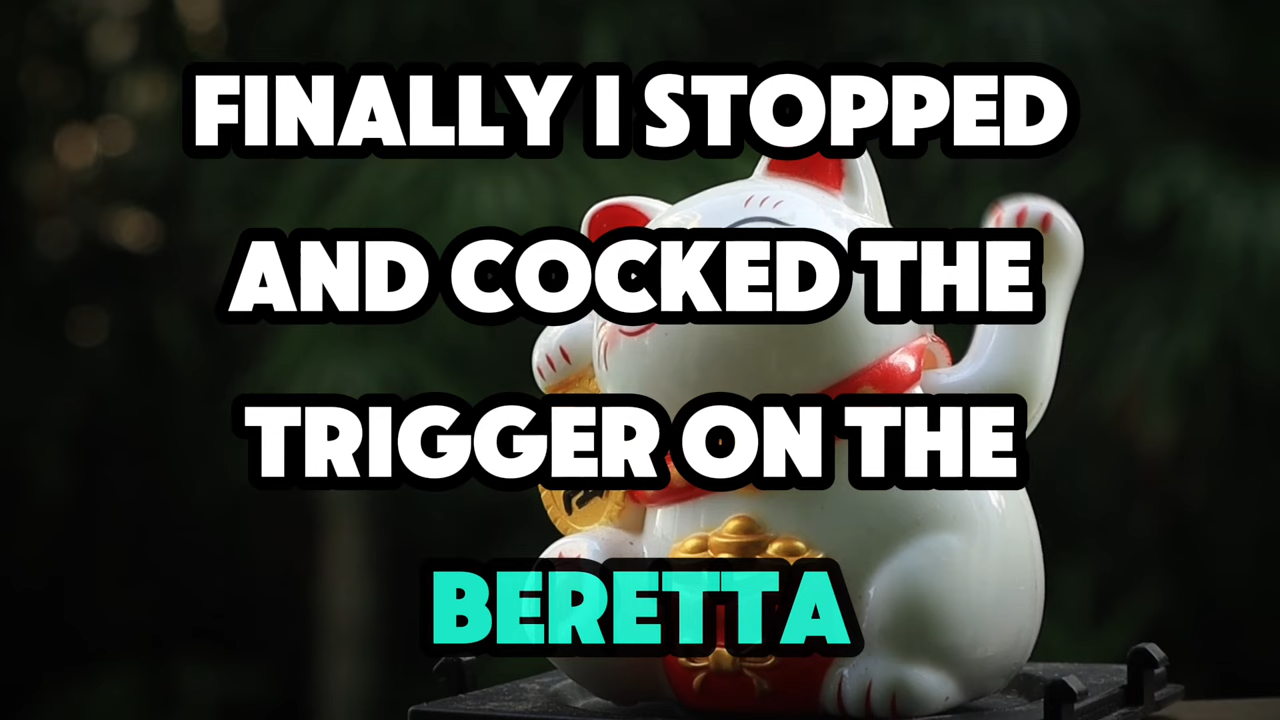 FINALLY I STOPPED
AND COCKED THE
TRIGGER ON THE
BERETTA